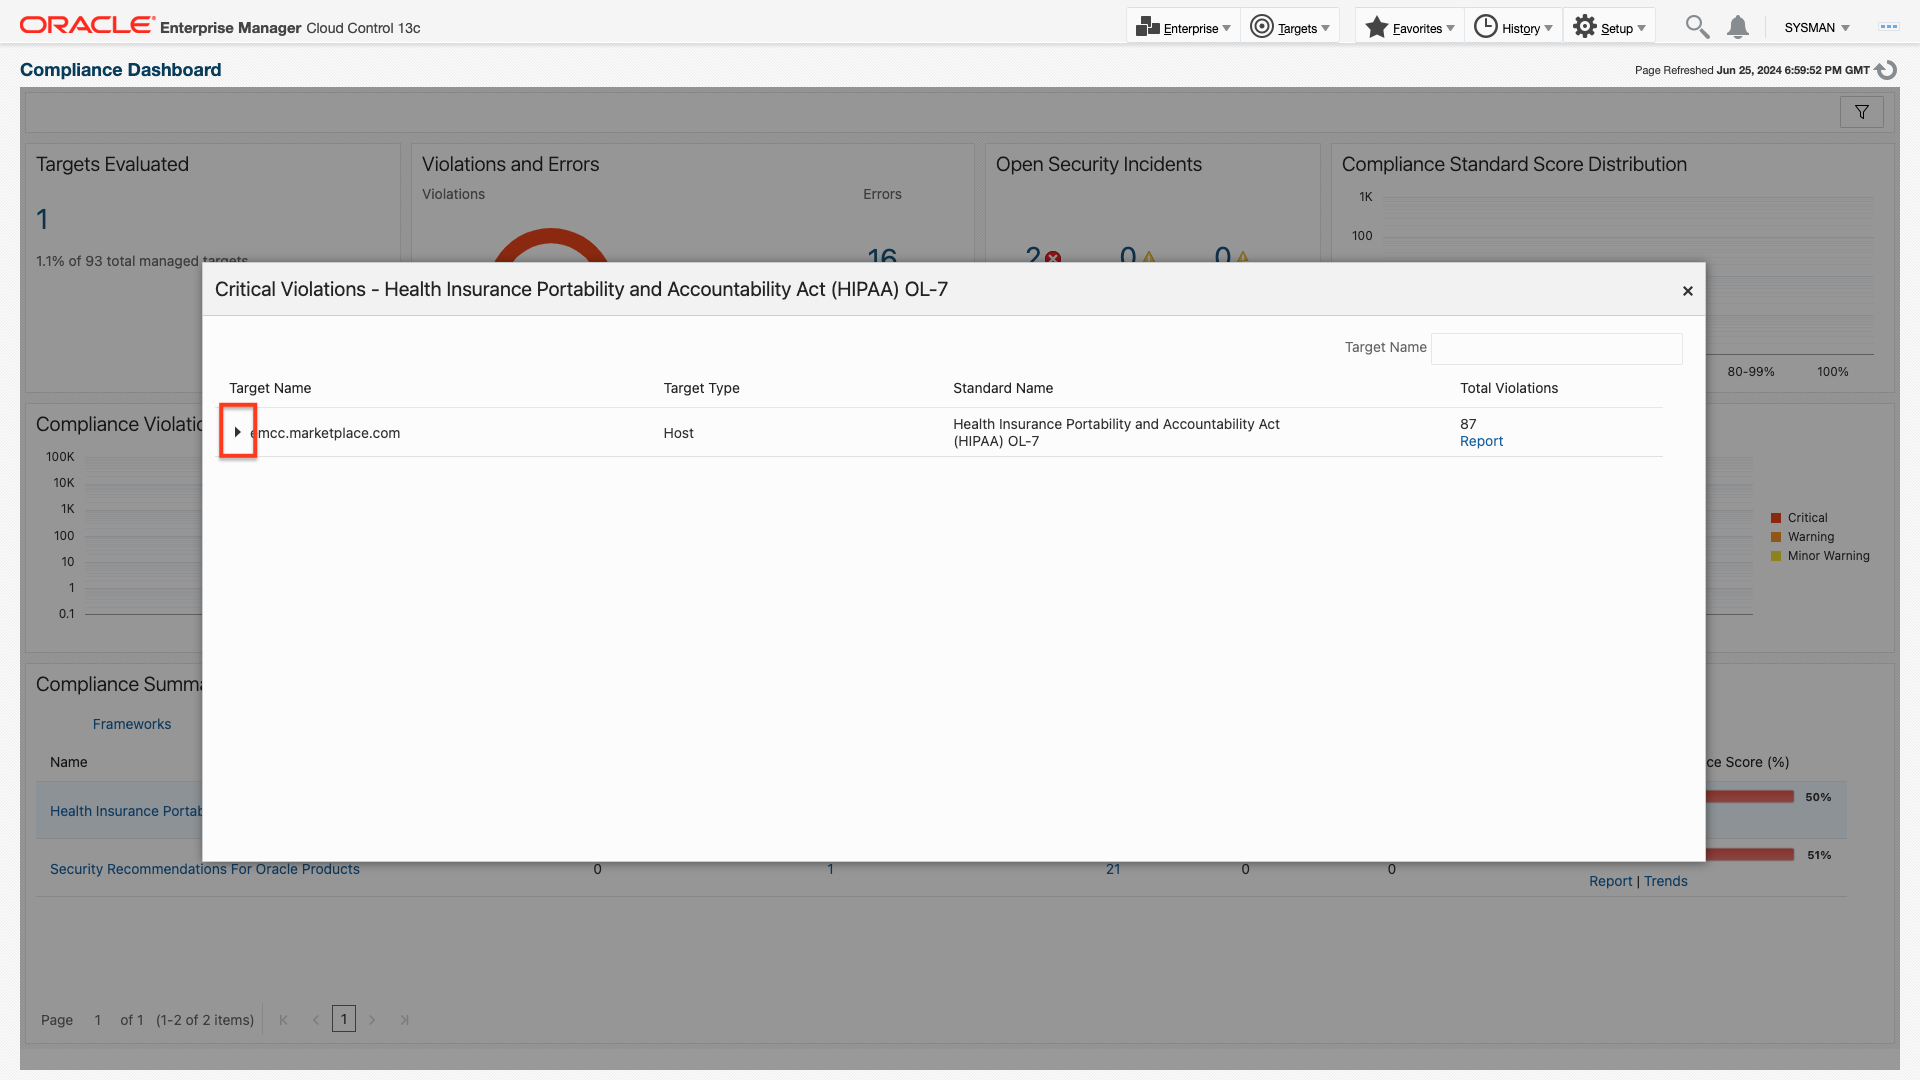 ORACLE Enterprise Manager Cloud Control 13c
Enterprise
Targets
Favorites
History
Setup
SYSMAN
Compliance Dashboard
Page Refreshed Jun 25, 2024 6:59:52 PM GMT
Targets Evaluated
1
1.1% of 93 total managed targets
Violations and Errors
Violations
Errors
16
Open Security Incidents
2
0
0
Compliance Standard Score Distribution
1K
100
80-99%
100%
Critical Violations - Health Insurance Portability and Accountability Act (HIPAA) OL-7
×
Target Name
Target Name
Target Type
Standard Name
Total Violations
emcc.marketplace.com
Host
Health Insurance Portability and Accountability Act
(HIPAA) OL-7
87
Report
Compliance Violatio
100K
10K
1K
100
10
1
0.1
Critical
Warning
Minor Warning
Compliance Summa
Frameworks
Name
ce Score (%)
Health Insurance Portab
50%
Security Recommendations For Oracle Products
0
1
21
0
0
51%
Report | Trends
Page 1 of 1 (1-2 of 2 items)
1